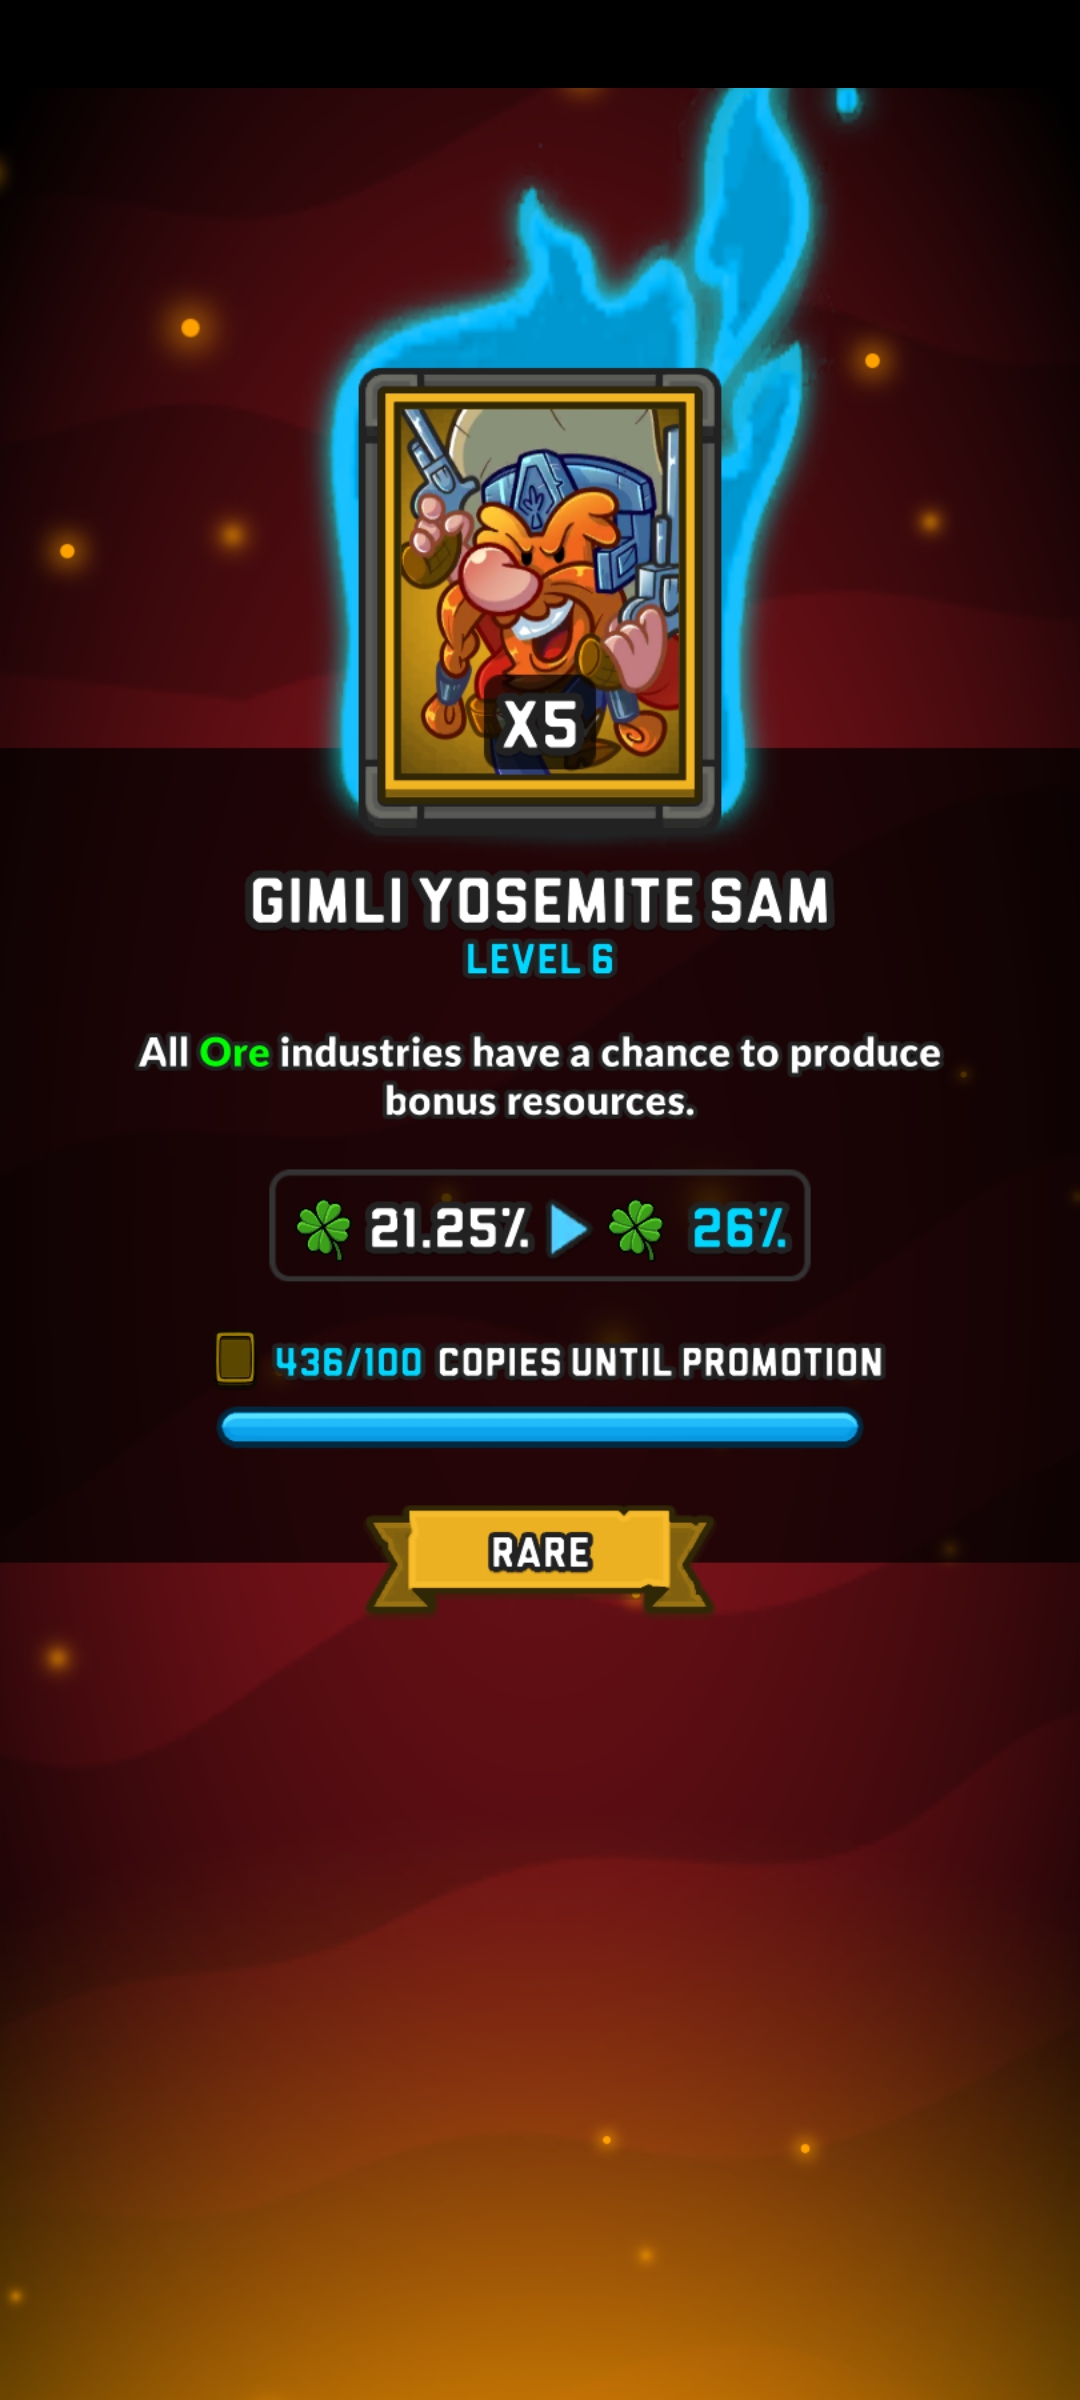 X5
GIMLI YOSEMITE SAM
LEVEL 6
All Ore industries have a chance to produce
bonus resources.
21.25% 26%
436/100 COPIES UNTIL PROMOTION
RARE